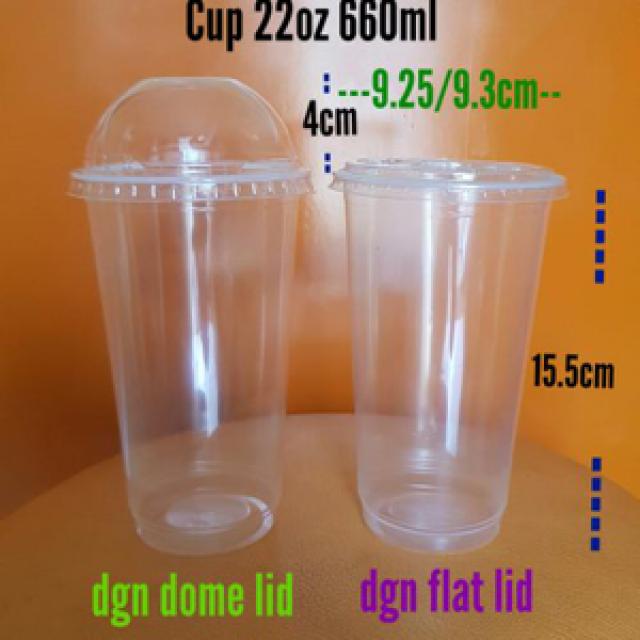 Cup 22oz 660ml
---9.25/9.3cm--
4cm
15.5cm
dgn dome lid
dgn flat lid